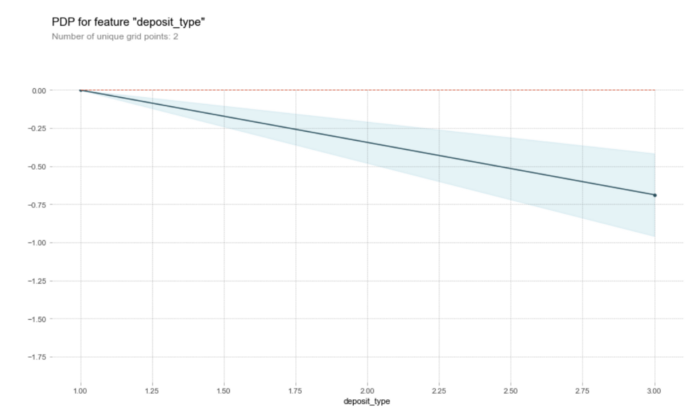 PDP for feature "deposit_type"
Number of unique grid points: 2
0.00
−0.25
−0.50
−0.75
−1.00
−1.25
−1.50
−1.75
1.00 1.25 1.50 1.75 2.00 2.25 2.50 2.75 3.00
deposit_type